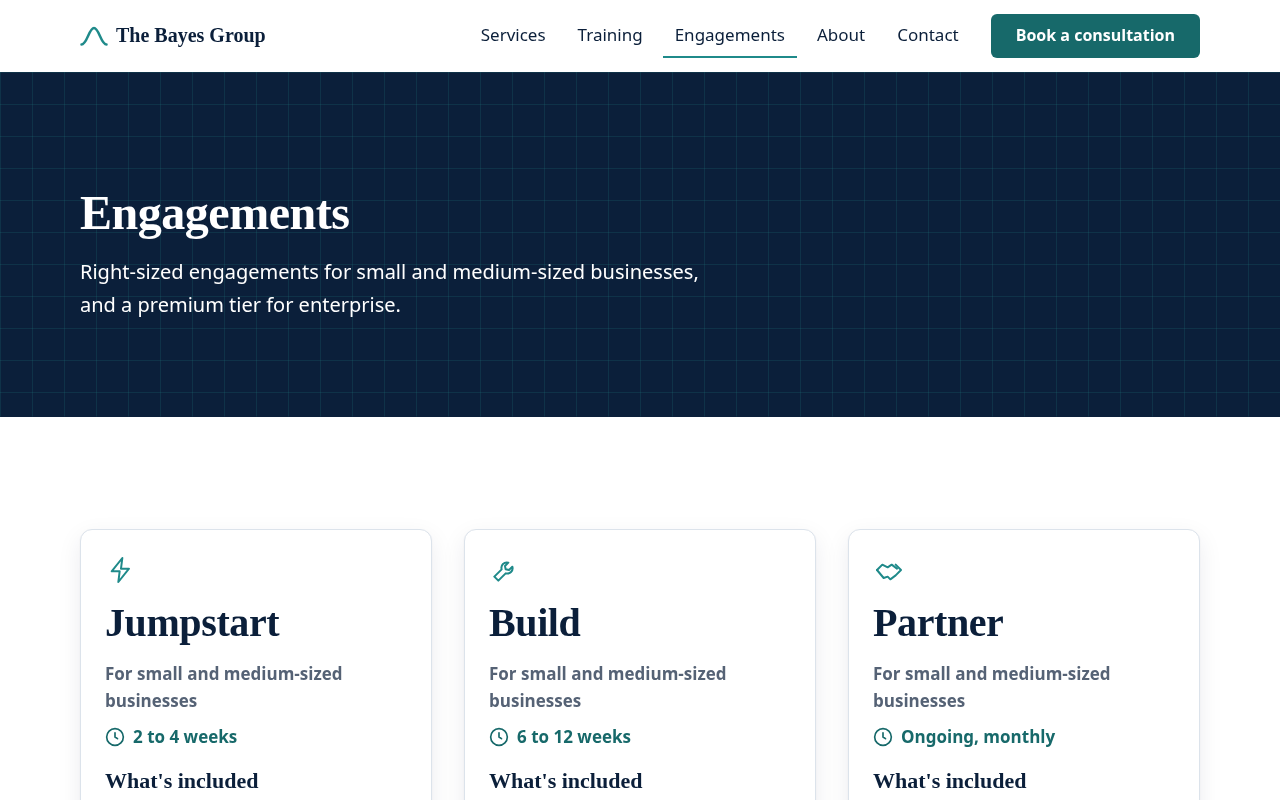 The Bayes Group
Services
Training
Engagements
About
Contact
Book a consultation
Engagements
Right-sized engagements for small and medium-sized businesses,
and a premium tier for enterprise.
Jumpstart
For small and medium-sized
businesses
2 to 4 weeks
What's included
Build
For small and medium-sized
businesses
6 to 12 weeks
What's included
Partner
For small and medium-sized
businesses
Ongoing, monthly
What's included